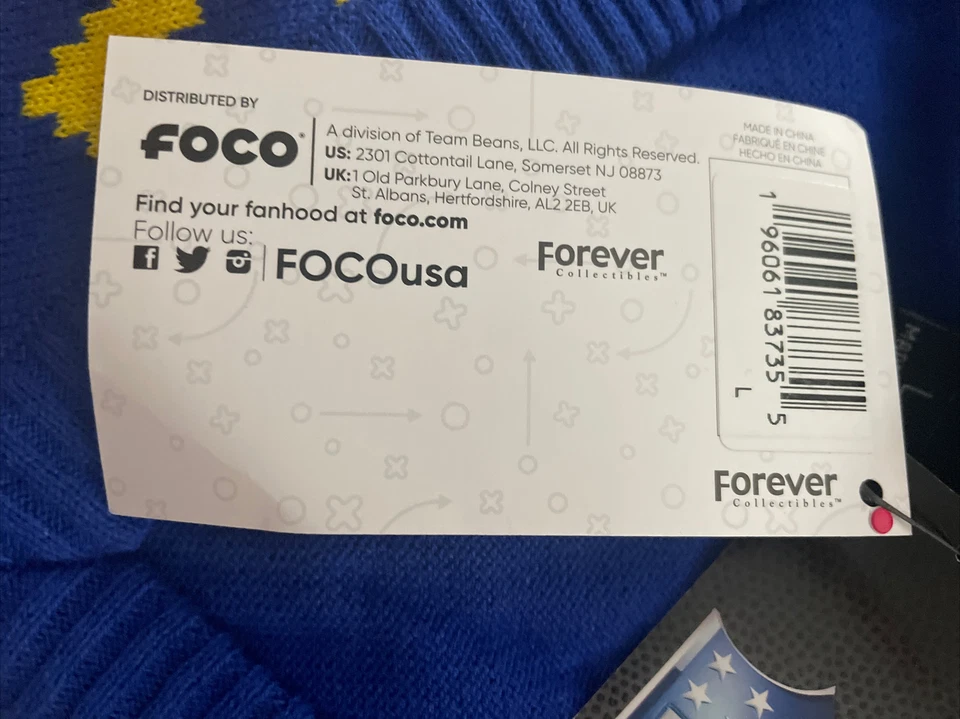 DISTRIBUTED BY
FOCO
A division of Team Beans, LLC. All Rights Reserved.
US: 2301 Cottontail Lane, Somerset NJ 08873
UK:1 Old Parkbury Lane, Colney Street
St. Albans, Hertfordshire, AL2 2EB, UK
Find your fanhood at foco.com
Follow us:
FOCOusa
Forever
Collectibles™
MADE IN CHINA
FABRIQUÉ EN CHINE
HECHO EN CHINA
1 96061 83735 5
L
Forever
Collectibles™